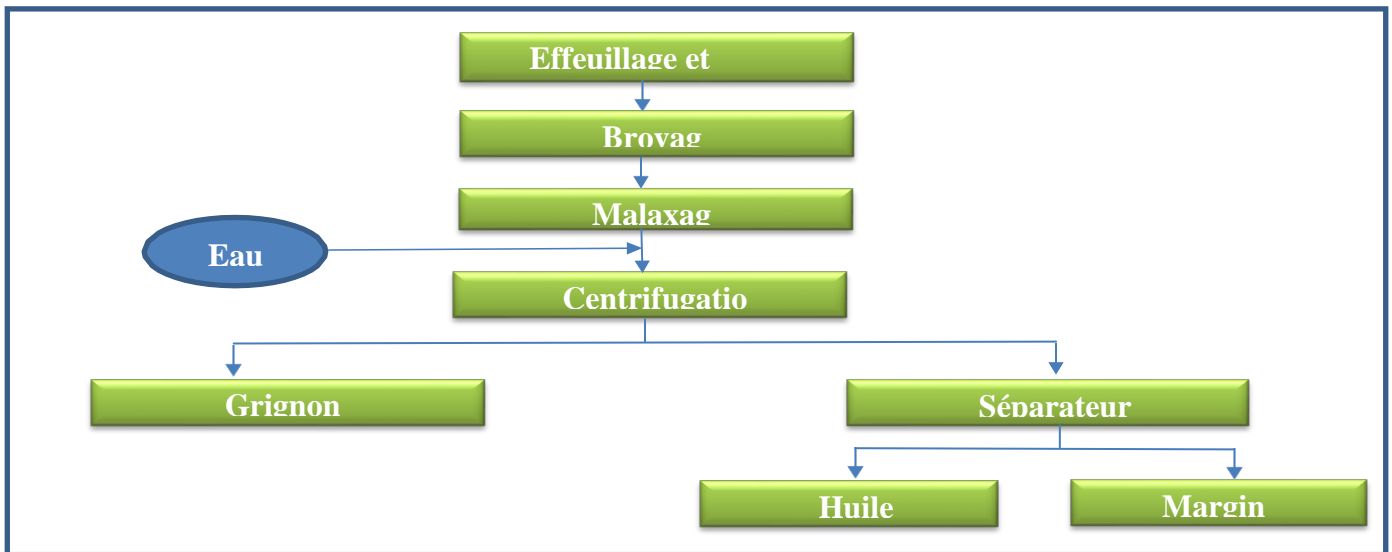 Effeuillage et
Broyag
Malaxag
Eau
Centrifugatio
Grignon
Séparateur
Huile
Margin